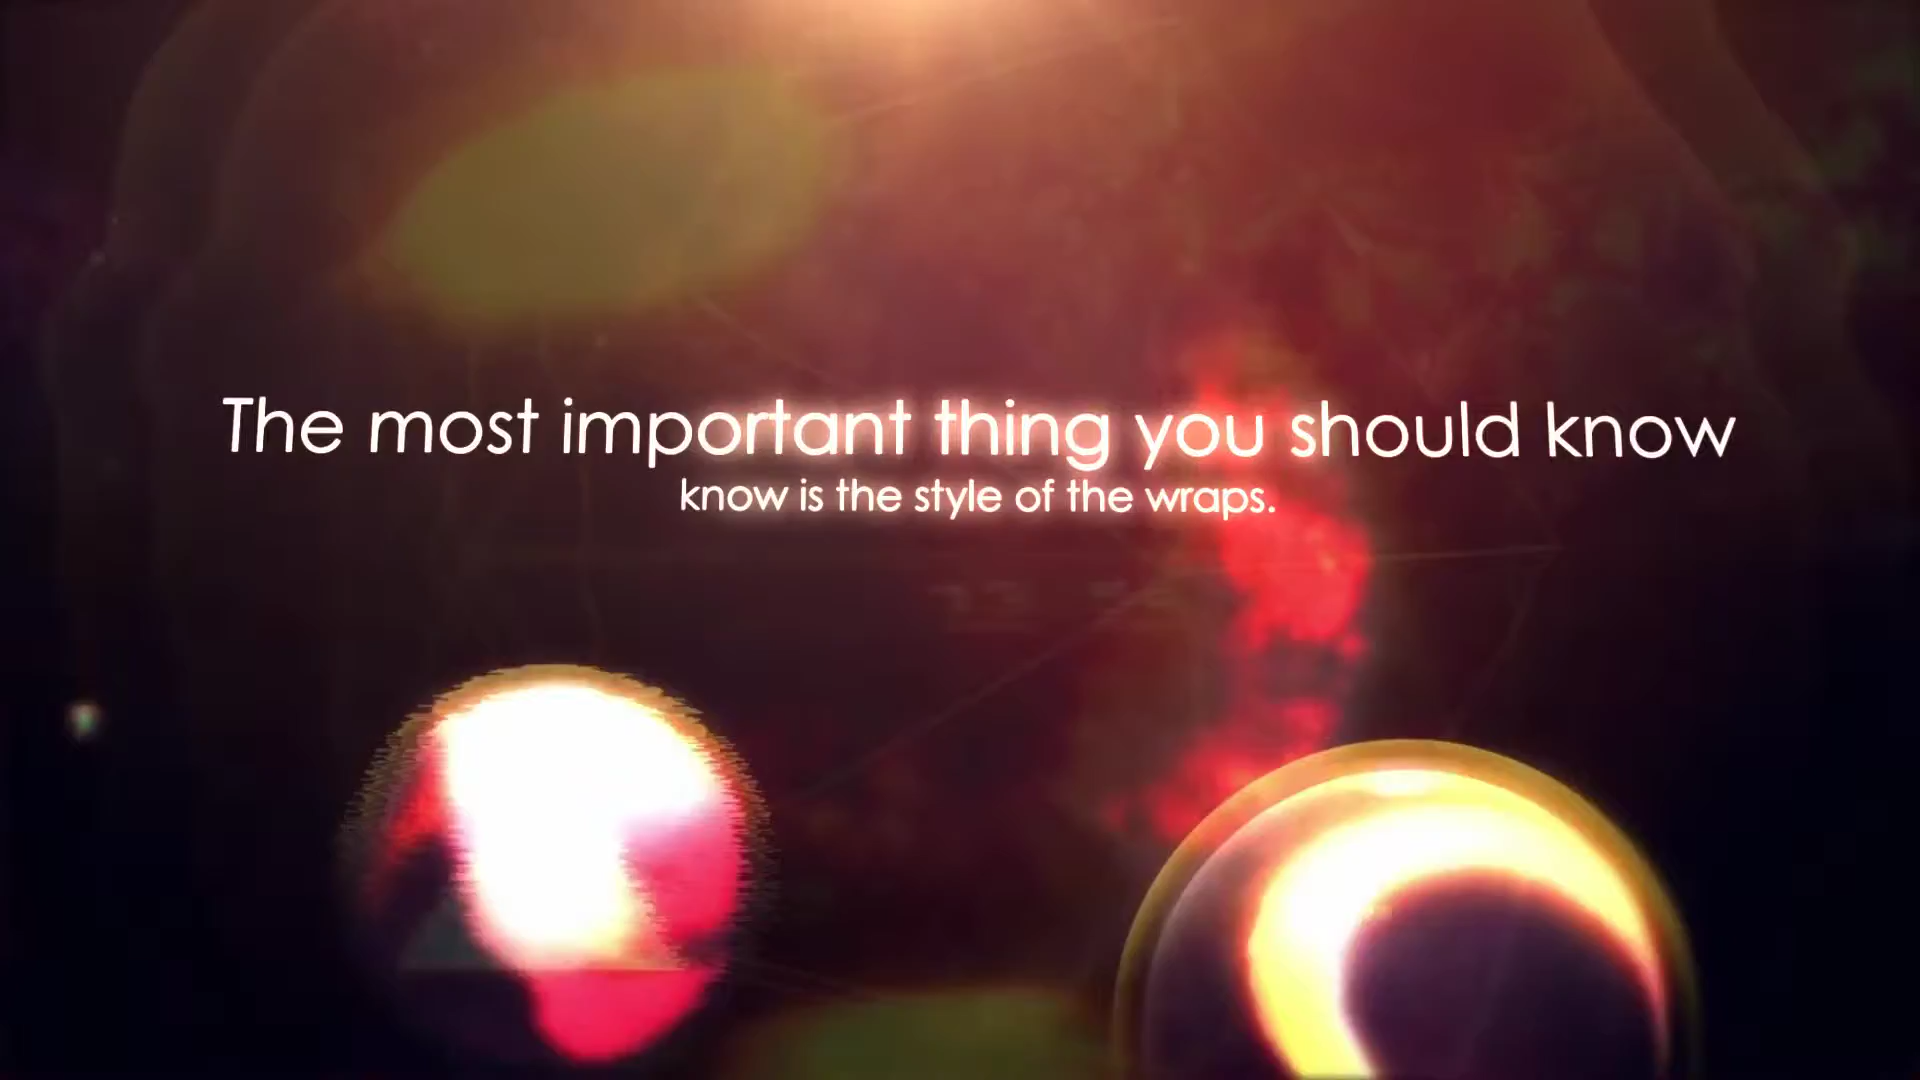 The most important thing you should know
know is the style of the wraps.